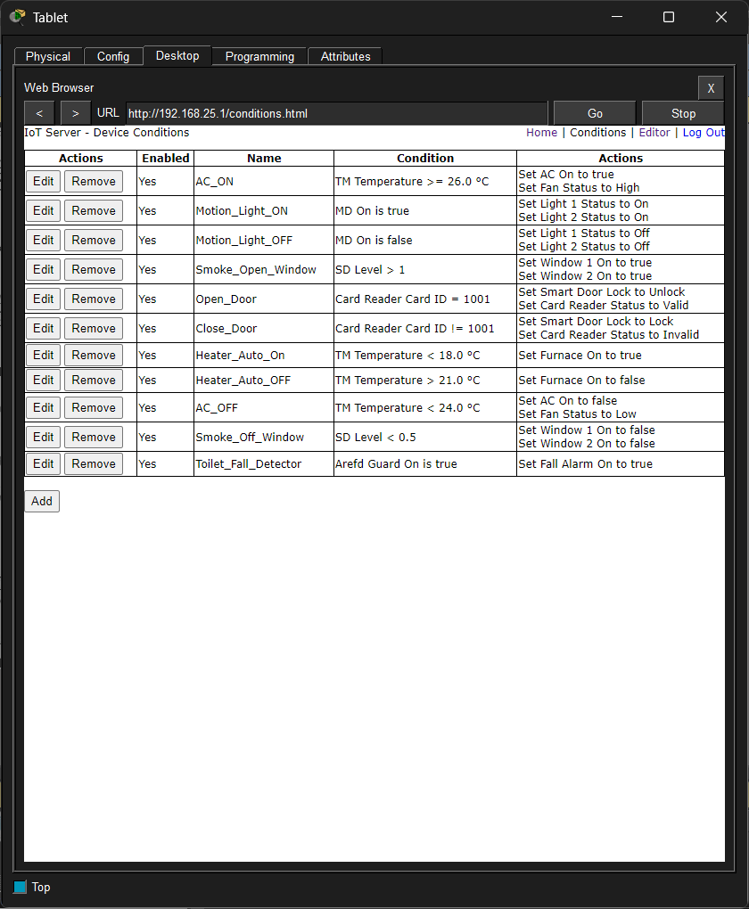 Tablet
Physical Config Desktop Programming Attributes
Web Browser X
< > URL http://192.168.25.1/conditions.html Go Stop
IoT Server - Device Conditions Home | Conditions | Editor | Log Out
Actions Enabled Name Condition Actions
Edit Remove Yes AC_ON TM Temperature >= 26.0 °C Set AC On to true
Set Fan Status to High
Edit Remove Yes Motion_Light_ON MD On is true Set Light 1 Status to On
Set Light 2 Status to On
Edit Remove Yes Motion_Light_OFF MD On is false Set Light 1 Status to Off
Set Light 2 Status to Off
Edit Remove Yes Smoke_Open_Window SD Level > 1 Set Window 1 On to true
Set Window 2 On to true
Edit Remove Yes Open_Door Card Reader Card ID = 1001 Set Smart Door Lock to Unlock
Set Card Reader Status to Valid
Edit Remove Yes Close_Door Card Reader Card ID != 1001 Set Smart Door Lock to Lock
Set Card Reader Status to Invalid
Edit Remove Yes Heater_Auto_On TM Temperature < 18.0 °C Set Furnace On to true
Edit Remove Yes Heater_Auto_OFF TM Temperature > 21.0 °C Set Furnace On to false
Edit Remove Yes AC_OFF TM Temperature < 24.0 °C Set AC On to false
Set Fan Status to Low
Edit Remove Yes Smoke_Off_Window SD Level < 0.5 Set Window 1 On to false
Set Window 2 On to false
Edit Remove Yes Toilet_Fall_Detector Arefd Guard On is true Set Fall Alarm On to true
Add
Top